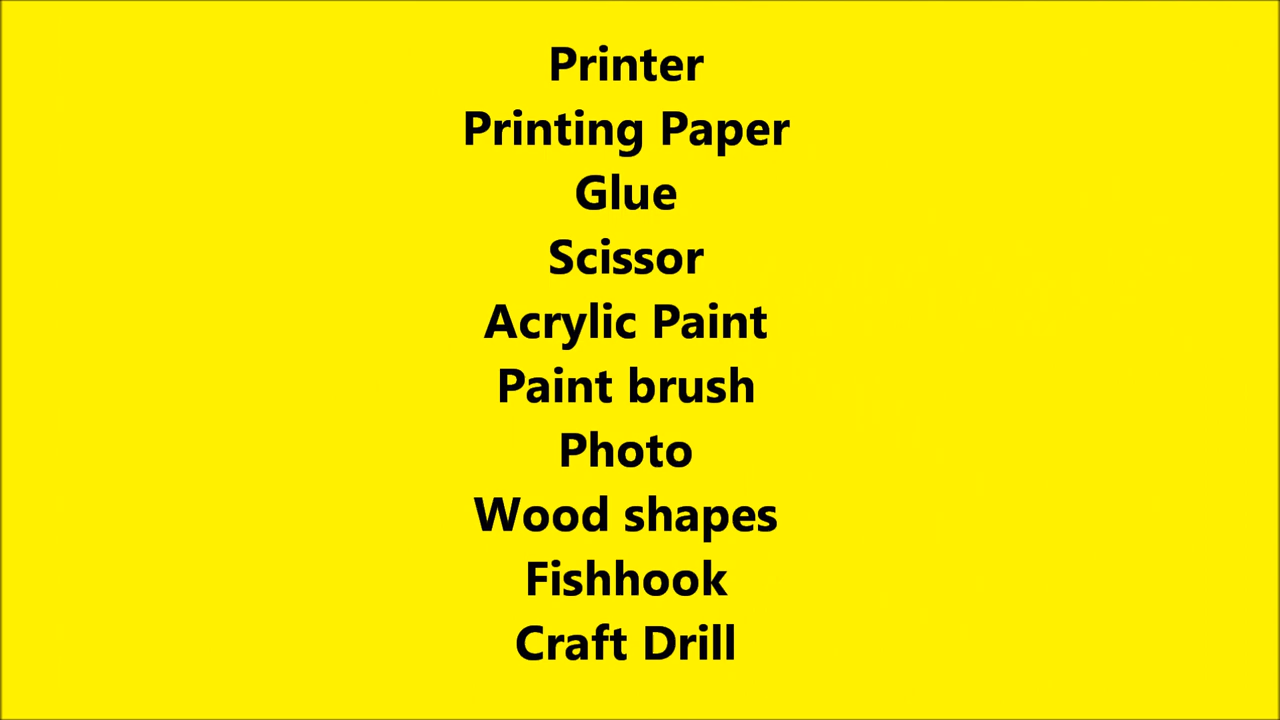 Printer
Printing Paper
Glue
Scissor
Acrylic Paint
Paint brush
Photo
Wood shapes
Fishhook
Craft Drill